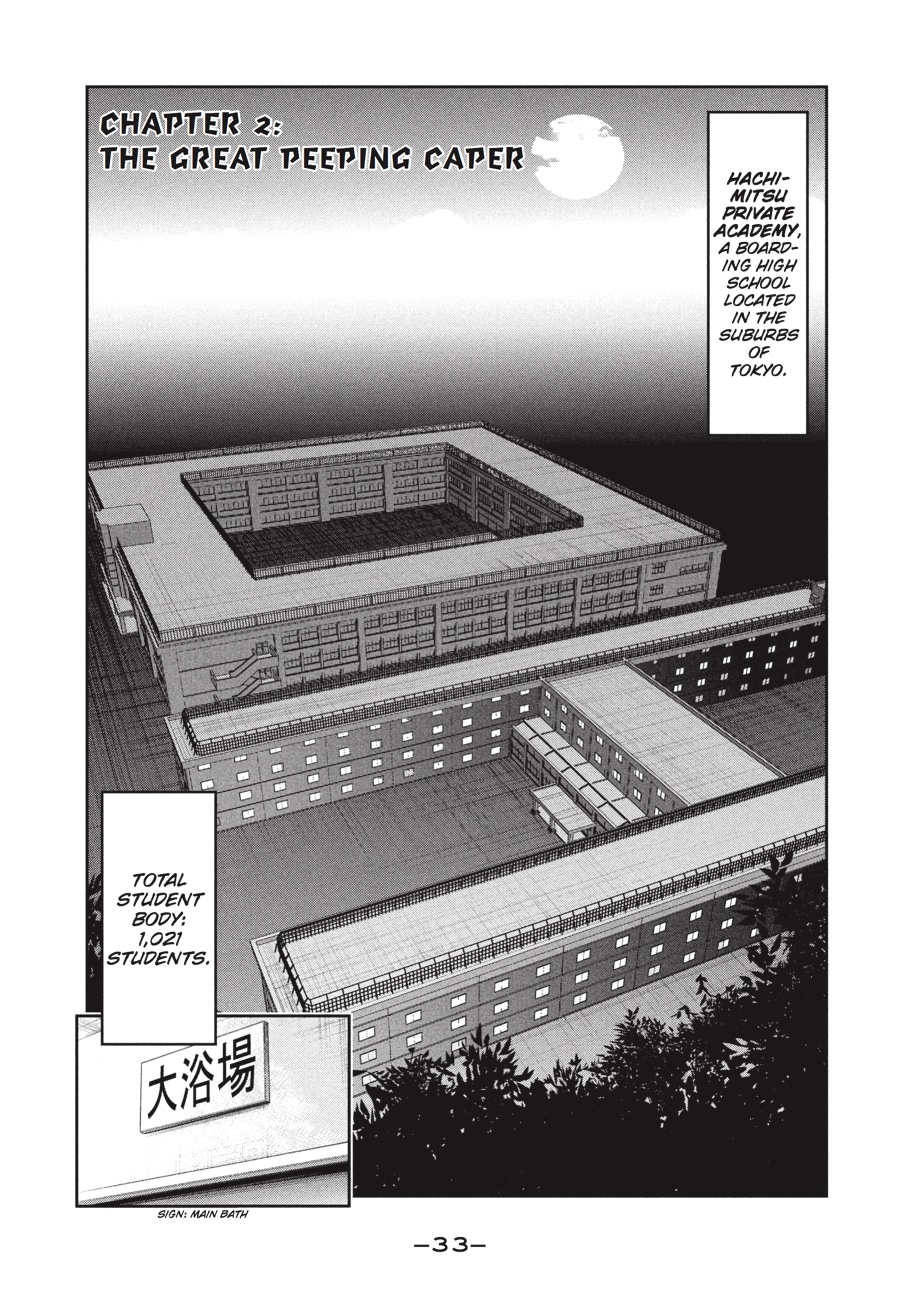 CHAPTER 2:
THE GREAT PEEPING CAPER
HACHI-
MITSU
PRIVATE
ACADEMY,
A BOARD-
ING HIGH
SCHOOL
LOCATED
IN THE
SUBURBS
OF
TOKYO.
TOTAL
STUDENT
BODY:
1,021
STUDENTS.
大浴場
SIGN: MAIN BATH
–33–